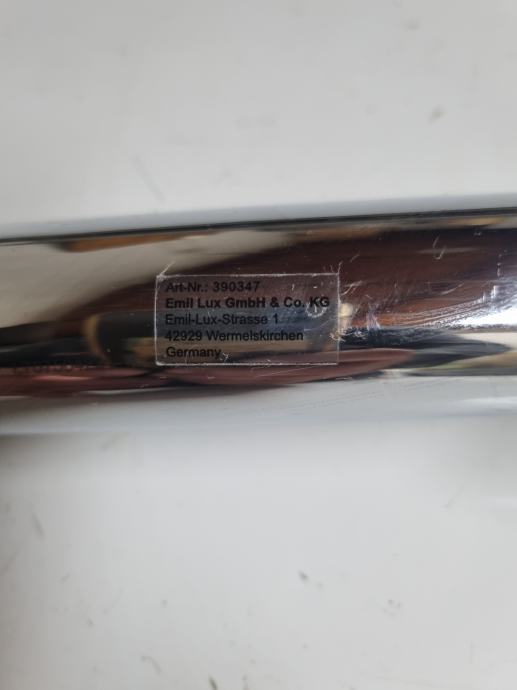 Art-Nr.: 390347
Emil Lux GmbH & Co. KG
Emil-Lux-Strasse 1
42929 Wermelskirchen
Germany